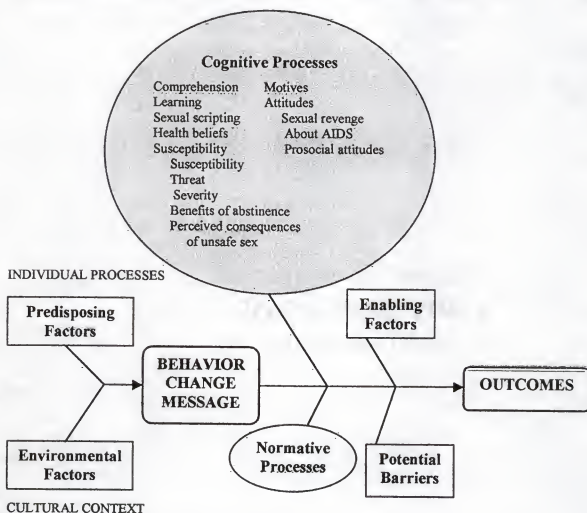 Cognitive Processes
Comprehension Motives
Learning Attitudes
Sexual scripting Sexual revenge
Health beliefs About AIDS
Susceptibility Prosocial attitudes
Susceptibility
Threat
Severity
Benefits of abstinence
Perceived consequences
of unsafe sex
INDIVIDUAL PROCESSES
Predisposing
Factors
Enabling
Factors
BEHAVIOR
CHANGE
MESSAGE
OUTCOMES
Environmental
Factors
Normative
Processes
Potential
Barriers
CULTURAL CONTEXT